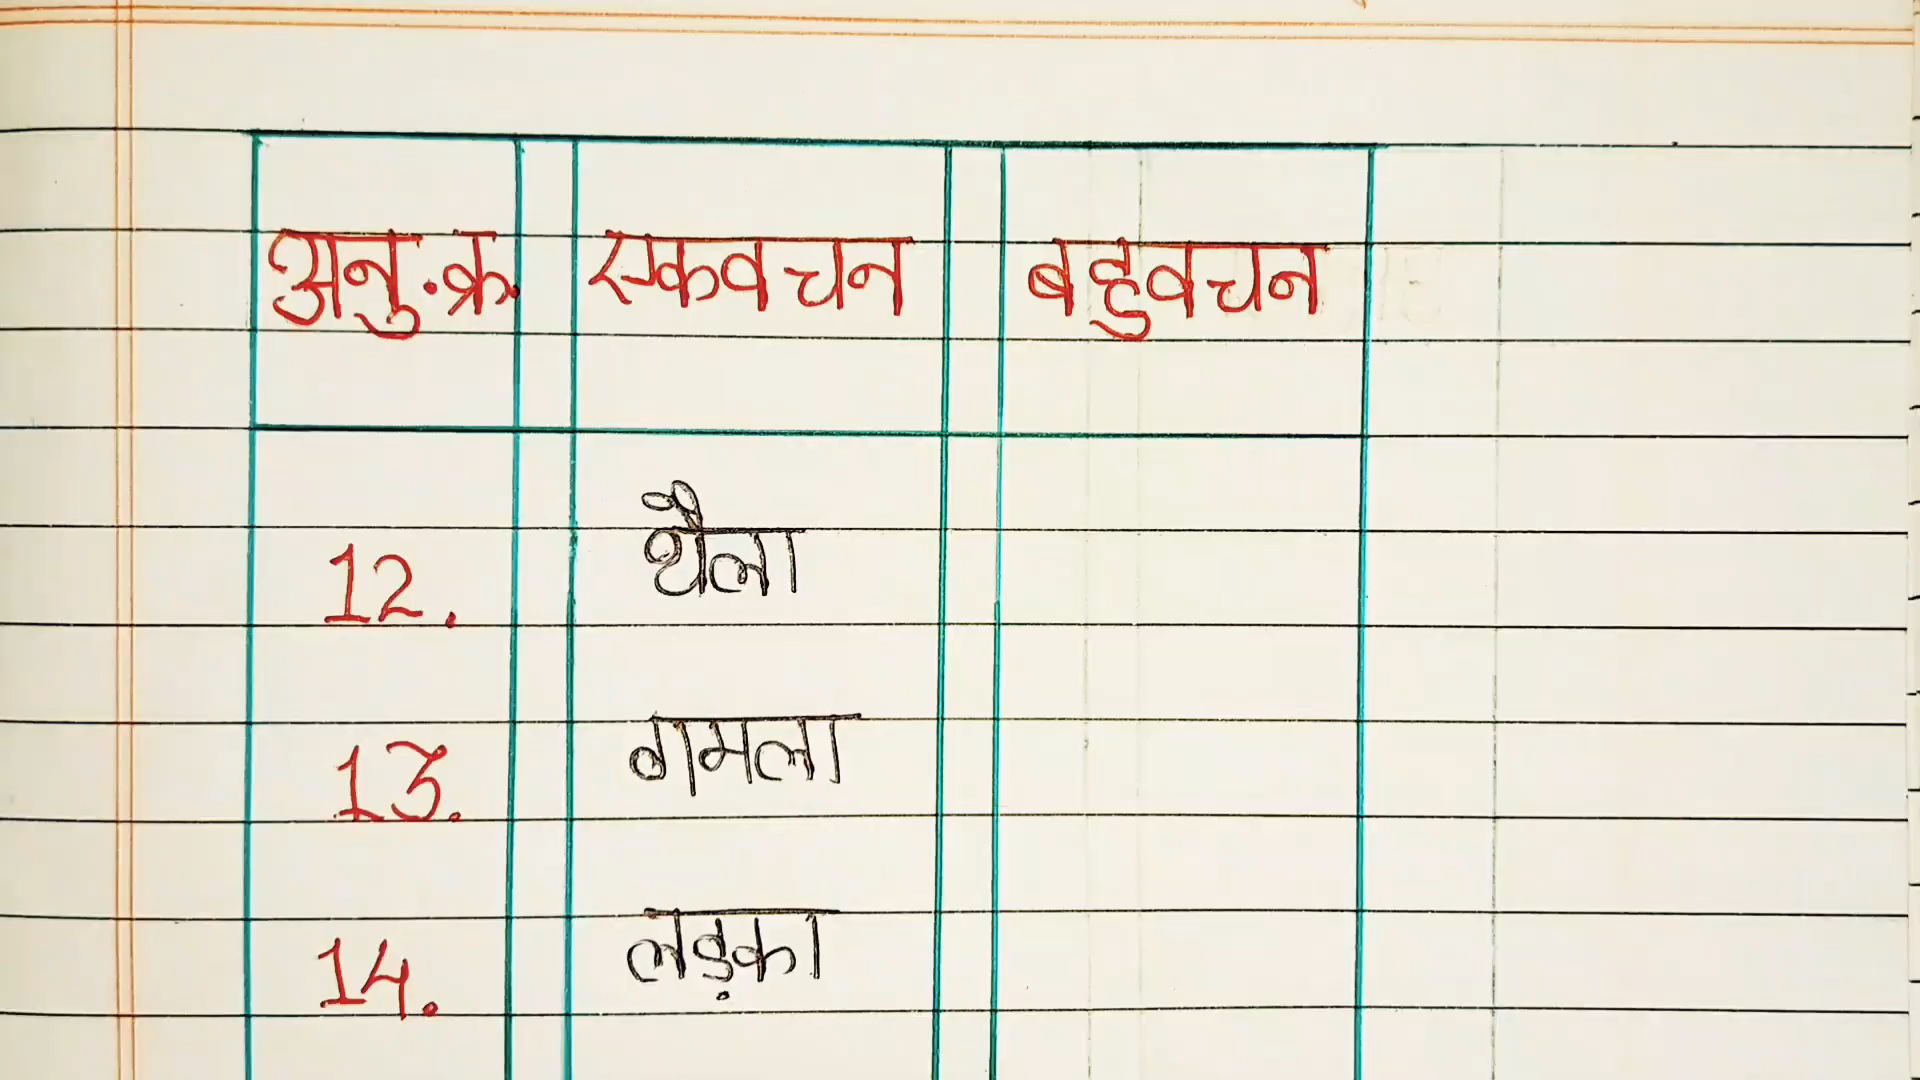 अनु.क्र. एकवचन बहुवचन
12. थैला
13. गमला
14. लड़का